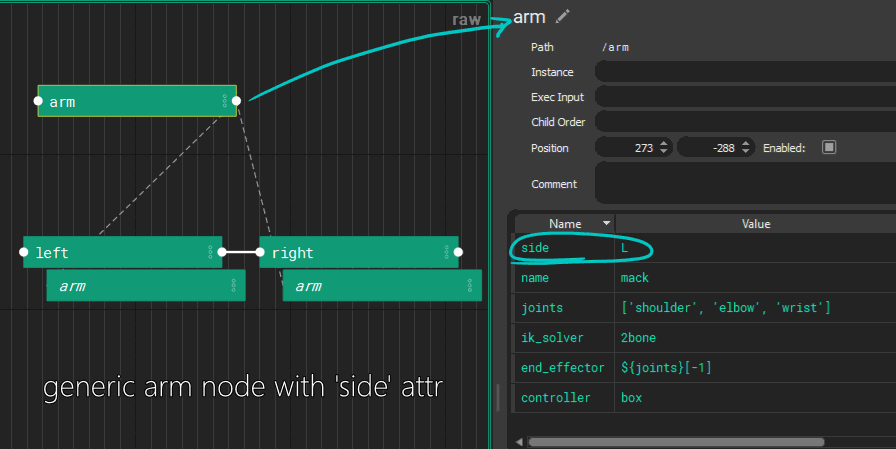 raw
arm
left
right
arm
arm
generic arm node with 'side' attr
arm
Path /arm
Instance
Exec Input
Child Order
Position 273 -288 Enabled:
Comment
Name Value
side L
name mack
joints ['shoulder', 'elbow', 'wrist']
ik_solver 2bone
end_effector ${joints}[-1]
controller box